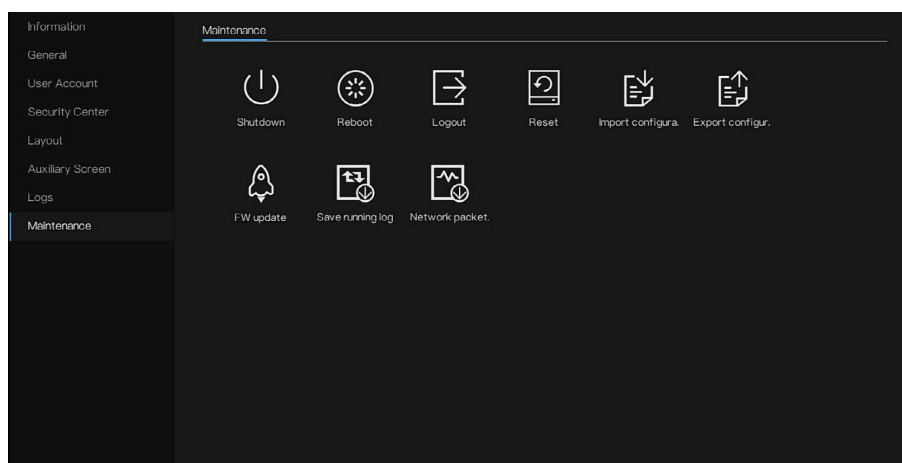 Information
General
User Account
Security Center
Layout
Auxiliary Screen
Logs
Maintenance
Maintenance
Shutdown
Reboot
Logout
Reset
Import configura.
Export configur.
FW update
Save running log
Network packet.